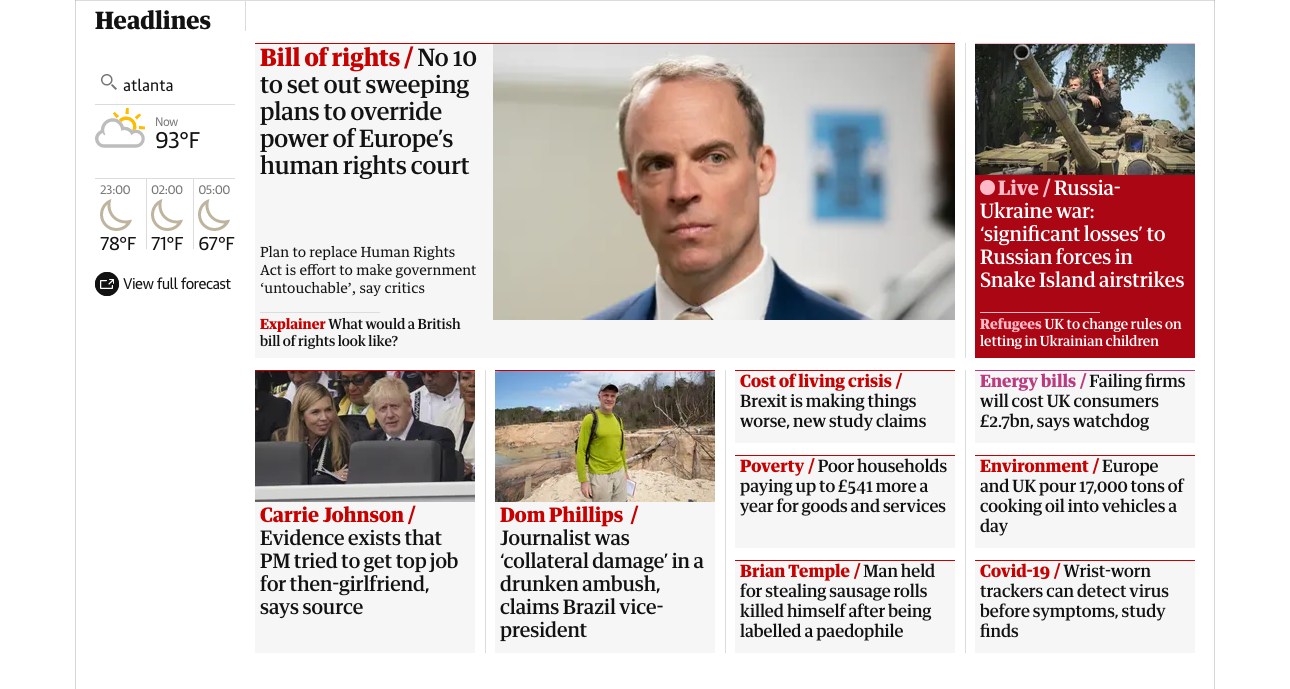 Headlines
atlanta
Now
93°F
23:00 02:00 05:00
78°F 71°F 67°F
View full forecast
Bill of rights / No 10
to set out sweeping
plans to override
power of Europe’s
human rights court
Plan to replace Human Rights
Act is effort to make government
‘untouchable’, say critics
Explainer What would a British
bill of rights look like?
Live / Russia-
Ukraine war:
‘significant losses’ to
Russian forces in
Snake Island airstrikes
Refugees UK to change rules on
letting in Ukrainian children
Carrie Johnson /
Evidence exists that
PM tried to get top job
for then-girlfriend,
says source
Dom Phillips /
Journalist was
‘collateral damage’ in a
drunken ambush,
claims Brazil vice-
president
Cost of living crisis /
Brexit is making things
worse, new study claims
Energy bills / Failing firms
will cost UK consumers
£2.7bn, says watchdog
Poverty / Poor households
paying up to £541 more a
year for goods and services
Environment / Europe
and UK pour 17,000 tons of
cooking oil into vehicles a
day
Brian Temple / Man held
for stealing sausage rolls
killed himself after being
labelled a paedophile
Covid-19 / Wrist-worn
trackers can detect virus
before symptoms, study
finds